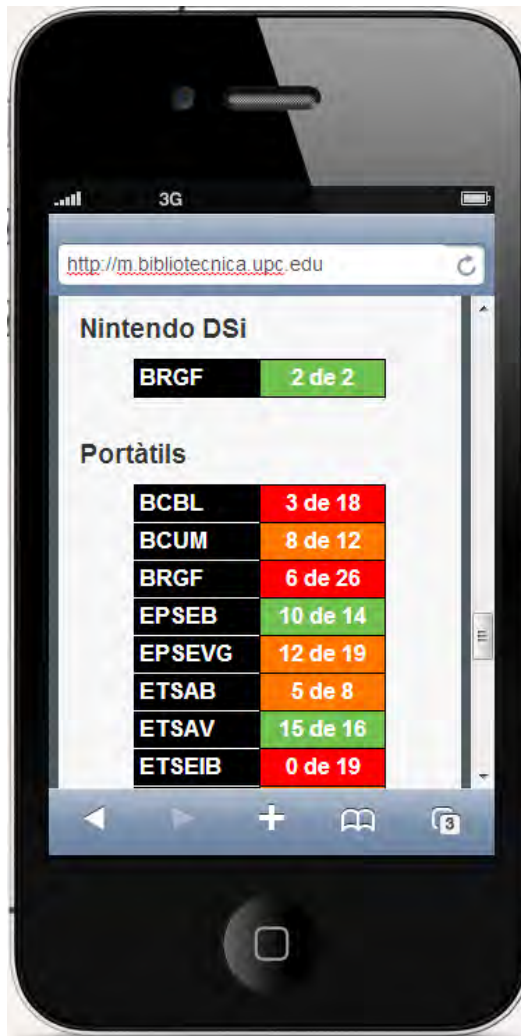 3G
http://m.bibliotecnica.upc.edu
Nintendo DSi
BRGF 2 de 2
Portàtils
BCBL 3 de 18
BCUM 8 de 12
BRGF 6 de 26
EPSEB 10 de 14
EPSEVG 12 de 19
ETSAB 5 de 8
ETSAV 15 de 16
ETSEIB 0 de 19
3